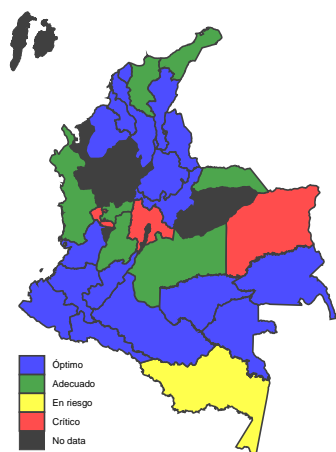 Óptimo
Adecuado
En riesgo
Crítico
No data